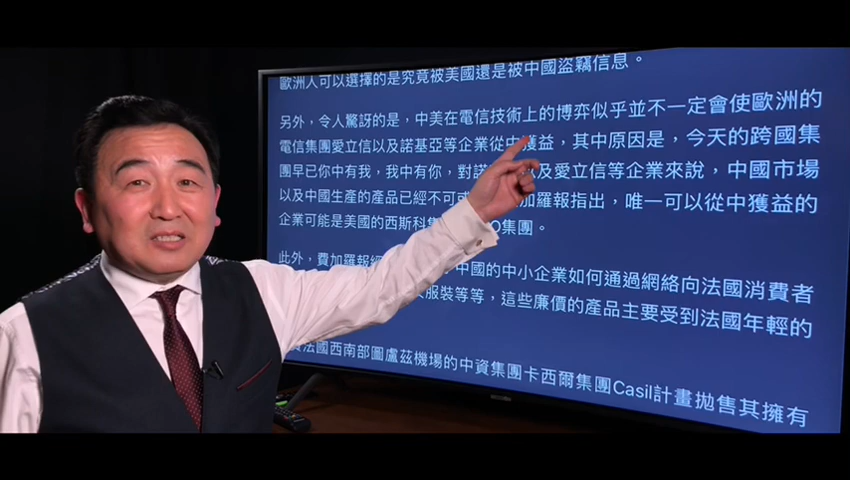 歐洲人可以選擇的是究竟被美國還是被中國盜竊信息。
另外，令人驚訝的是，中美在電信技術上的博弈似乎並不一定會使歐洲的
電信集團愛立信以及諾基亞等企業從中獲益，其中原因是，今天的跨國集
團早已你中有我，我中有你，對諾 以及愛立信等企業來說，中國市場
以及中國生產的產品已經不可或 加羅報指出，唯一可以從中獲益的
企業可能是美國的西斯科集 O集團。
此外，費加羅報 中國的中小企業如何通過網絡向法國消費者
服裝等等，這些廉價的產品主要受到法國年輕的
法國西南部圖盧茲機場的中資集團卡西爾集團Casil計畫拋售其擁有